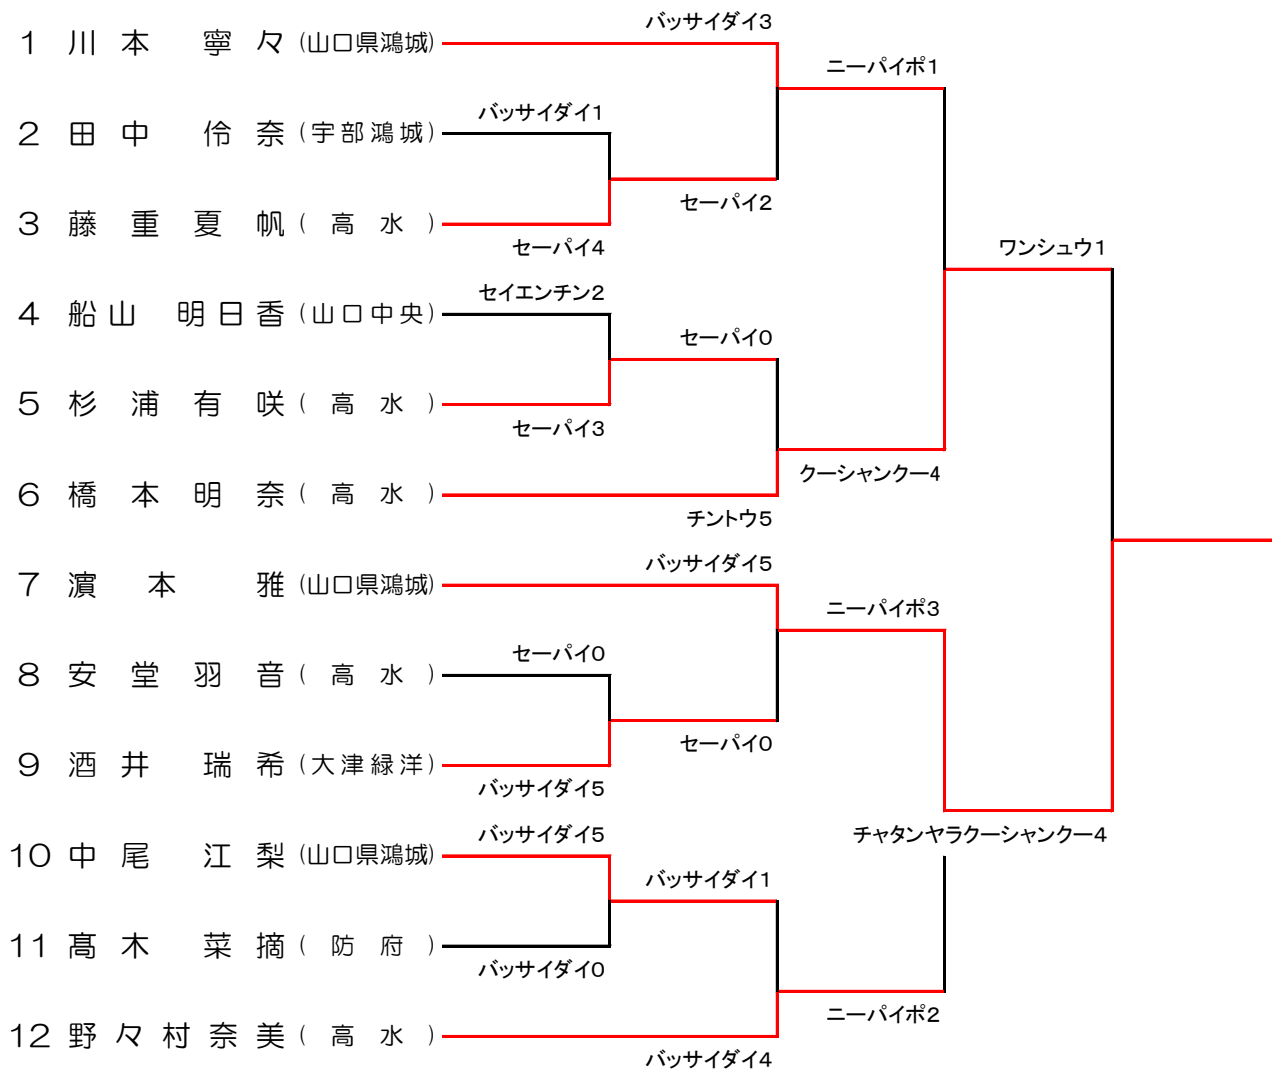 バッサイダイ3
1 川本 寧々 (山口県鴻城)
ニーパイポ1
バッサイダイ1
2 田中 伶奈 (宇部鴻城)
セーパイ2
3 藤重夏帆 (高水)
セーパイ4
ワンシュウ1
セイエンチン2
4 船山 明日香 (山口中央)
セーパイ0
5 杉浦有咲 (高水)
セーパイ3
クーシャンクー4
6 橋本明奈 (高水)
チントウ5
バッサイダイ5
7 濵本 雅 (山口県鴻城)
ニーパイポ3
セーパイ0
8 安堂羽音 (高水)
セーパイ0
9 酒井 瑞希 (大津緑洋)
バッサイダイ5
バッサイダイ5
チャタンヤラクーシャンクー4
10 中尾 江梨 (山口県鴻城)
バッサイダイ1
11 髙木 菜摘 (防府)
バッサイダイ0
ニーパイポ2
12 野々村奈美 (高水)
バッサイダイ4